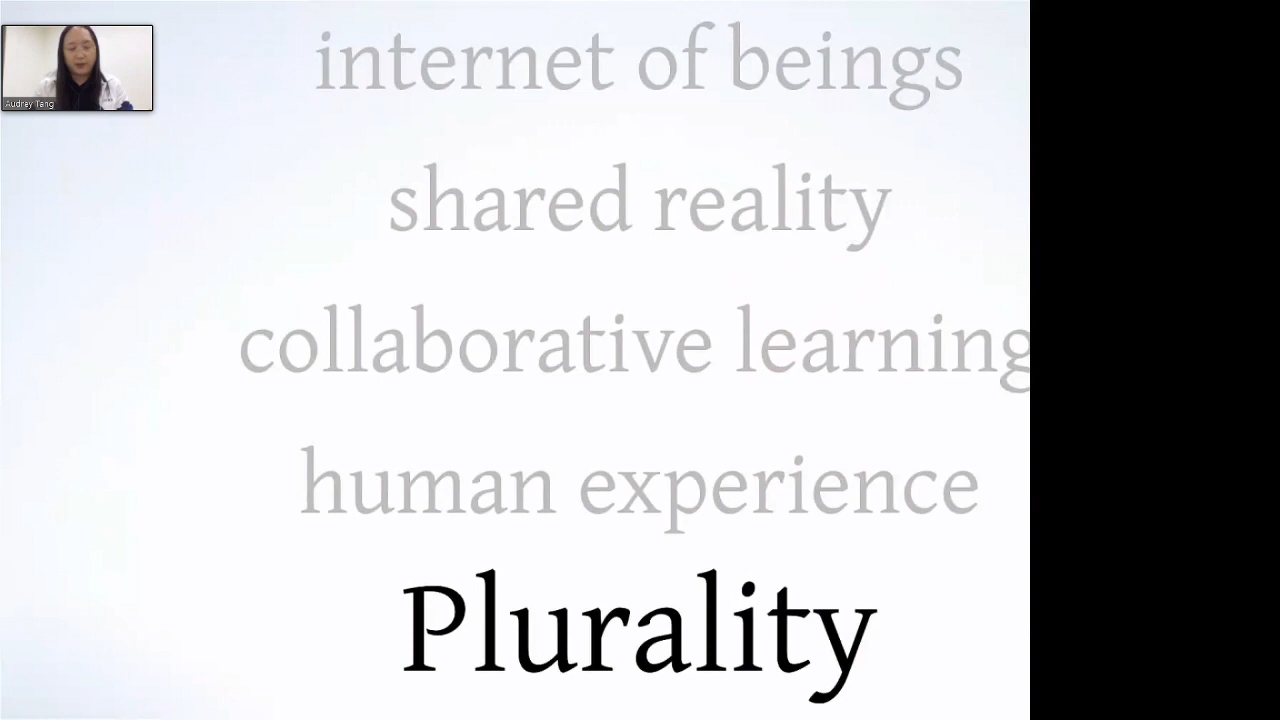 Audrey Tang
internet of beings
shared reality
collaborative learning
human experience
Plurality